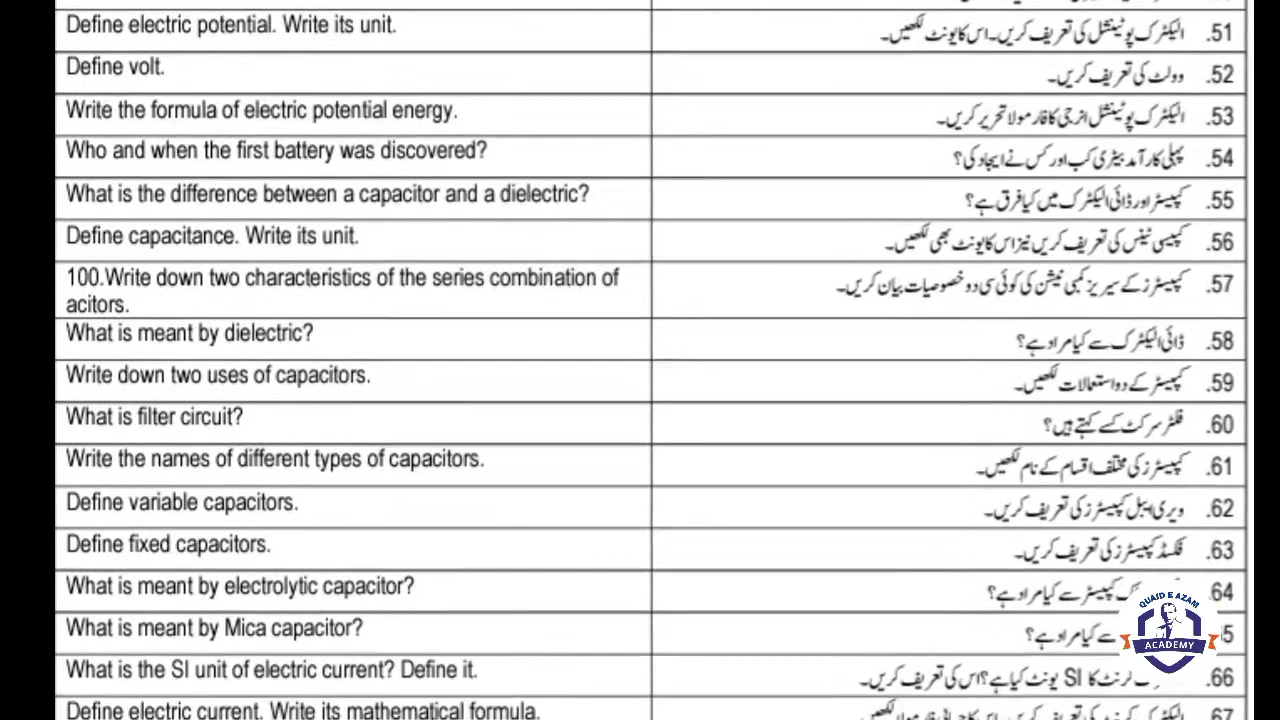 Define electric potential. Write its unit.
51. الیکٹرک پوٹینشل کی تعریف کریں۔ اس کا یونٹ لکھیں۔
Define volt.
52. وولٹ کی تعریف کریں۔
Write the formula of electric potential energy.
53. الیکٹرک پوٹینشل انرجی کا فارمولا تحریر کریں۔
Who and when the first battery was discovered?
54. پہلی کارآمد بیٹری کب اور کس نے ایجاد کی؟
What is the difference between a capacitor and a dielectric?
55. کپیسٹر اور ڈائی الیکٹرک میں کیا فرق ہے؟
Define capacitance. Write its unit.
56. کپیسی ٹینس کی تعریف کریں نیز اس کا یونٹ بھی لکھیں۔
100.Write down two characteristics of the series combination of
acitors.
57. کپیسٹرز کے سیریز کمبی نیشن کی کوئی سی دو خصوصیات بیان کریں۔
What is meant by dielectric?
58. ڈائی الیکٹرک سے کیا مراد ہے؟
Write down two uses of capacitors.
59. کپیسٹر کے دو استعمالات لکھیں۔
What is filter circuit?
60. فلٹر سرکٹ کسے کہتے ہیں؟
Write the names of different types of capacitors.
61. کپیسٹرز کی مختلف اقسام کے نام لکھیں۔
Define variable capacitors.
62. ویری ایبل کپیسٹرز کی تعریف کریں۔
Define fixed capacitors.
63. فکسڈ کپیسٹرز کی تعریف کریں۔
What is meant by electrolytic capacitor?
64 کپیسٹر سے کیا مراد ہے؟
What is meant by Mica capacitor?
5 سے کیا مراد ہے؟
What is the SI unit of electric current? Define it.
66. کرنٹ کا SI یونٹ کیا ہے؟ اس کی تعریف کریں۔
Define electric current. Write its mathematical formula.
QUAID E AZAM
ACADEMY